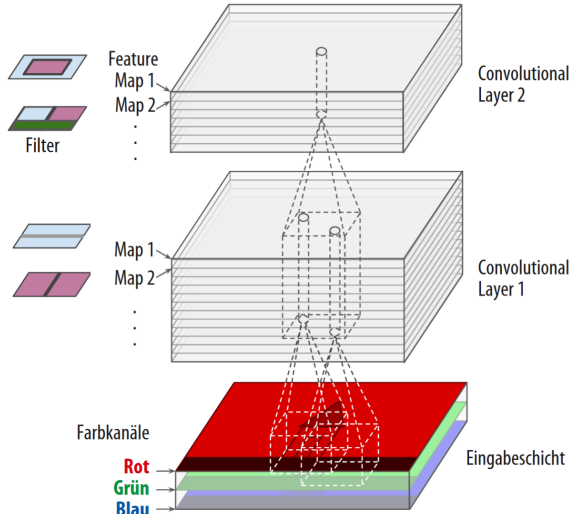 Feature
Map 1
Map 2
.
.
.
Filter
Convolutional
Layer 2
Map 1
Map 2
.
.
.
Convolutional
Layer 1
Farbkanäle
Rot
Grün
Blau
Eingabeschicht